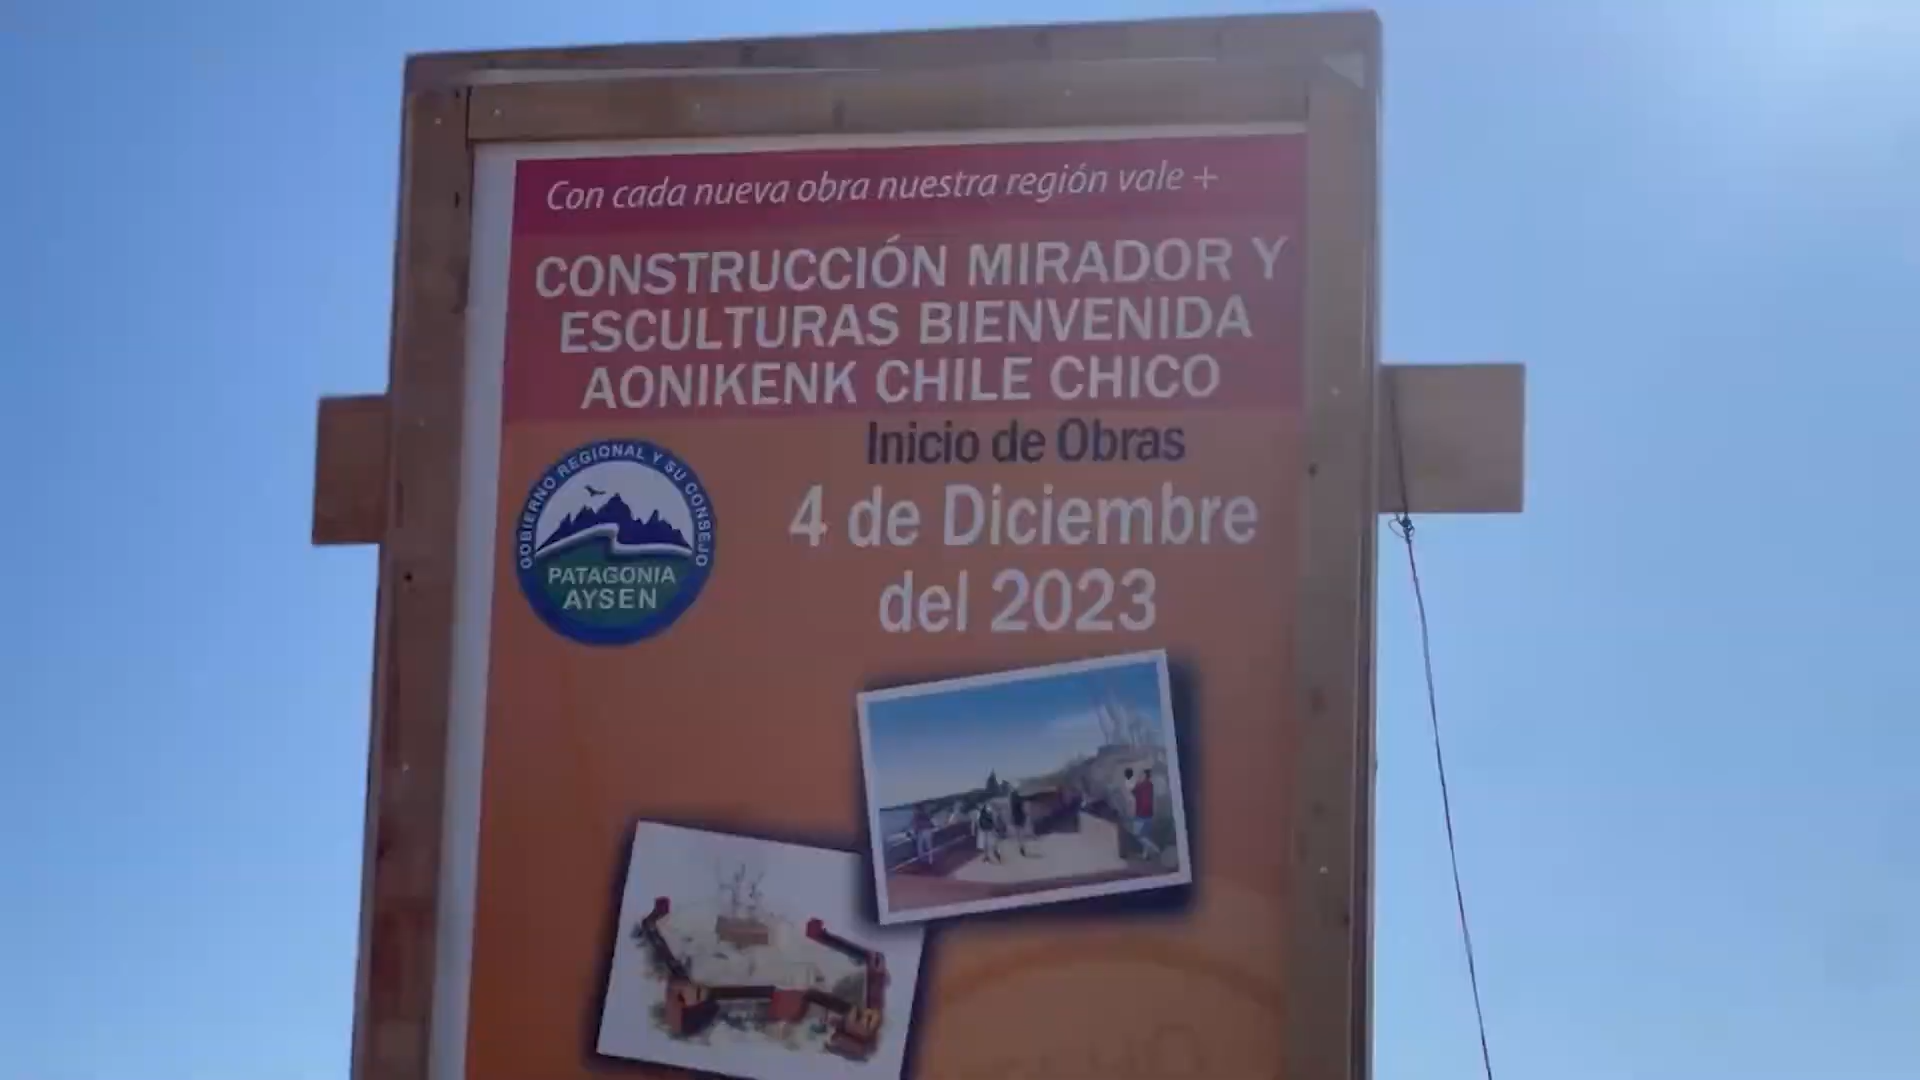 Con cada nueva obra nuestra región vale +
CONSTRUCCIÓN MIRADOR Y
ESCULTURAS BIENVENIDA
AONIKENK CHILE CHICO
Inicio de Obras
4 de Diciembre
del 2023
GOBIERNO REGIONAL Y SU CONSEJO
PATAGONIA
AYSEN